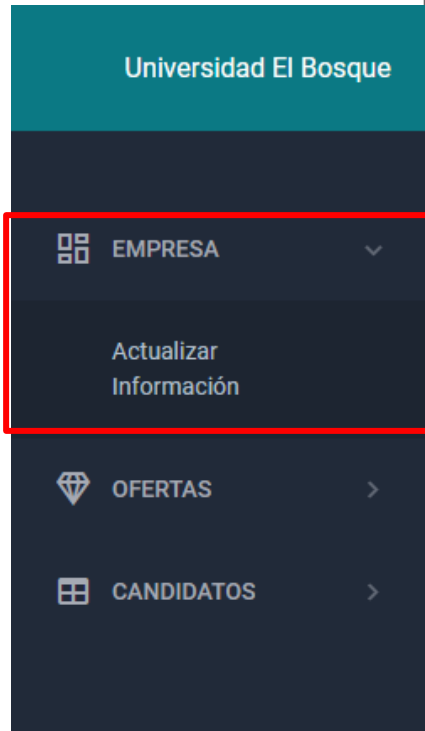 Universidad El Bosque
EMPRESA
Actualizar
Información
OFERTAS
CANDIDATOS